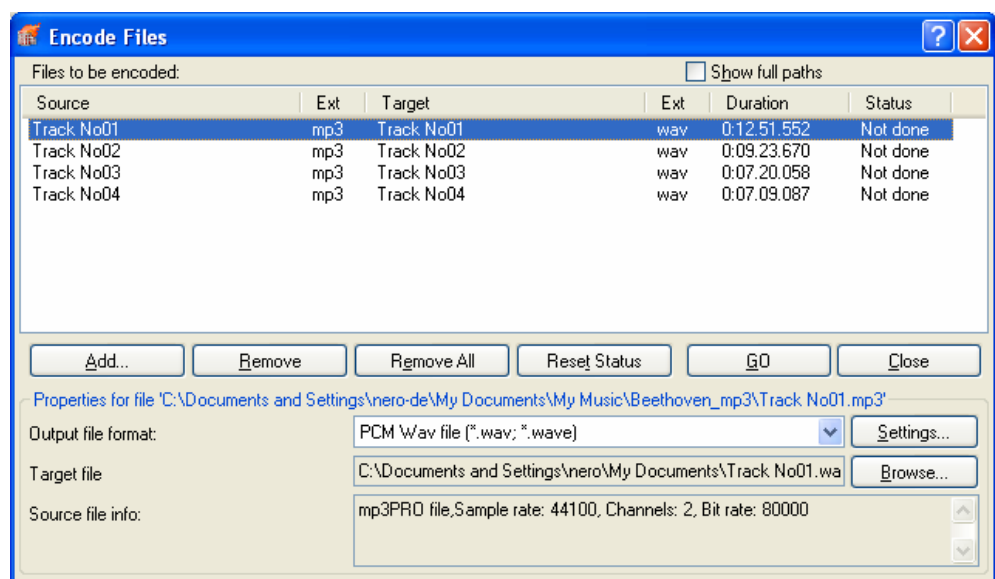 Encode Files
Files to be encoded: Show full paths
Source Ext Target Ext Duration Status
Track No01 mp3 Track No01 wav 0:12.51.552 Not done
Track No02 mp3 Track No02 wav 0:09.23.670 Not done
Track No03 mp3 Track No03 wav 0:07.20.058 Not done
Track No04 mp3 Track No04 wav 0:07.09.087 Not done
Add... Remove Remove All Reset Status GO Close
Properties for file 'C:\Documents and Settings\nero-de\My Documents\My Music\Beethoven_mp3\Track No01.mp3'
Output file format: PCM Wav file (*.wav; *.wave) Settings...
Target file C:\Documents and Settings\nero\My Documents\Track No01.wa Browse...
Source file info: mp3PRO file,Sample rate: 44100, Channels: 2, Bit rate: 80000